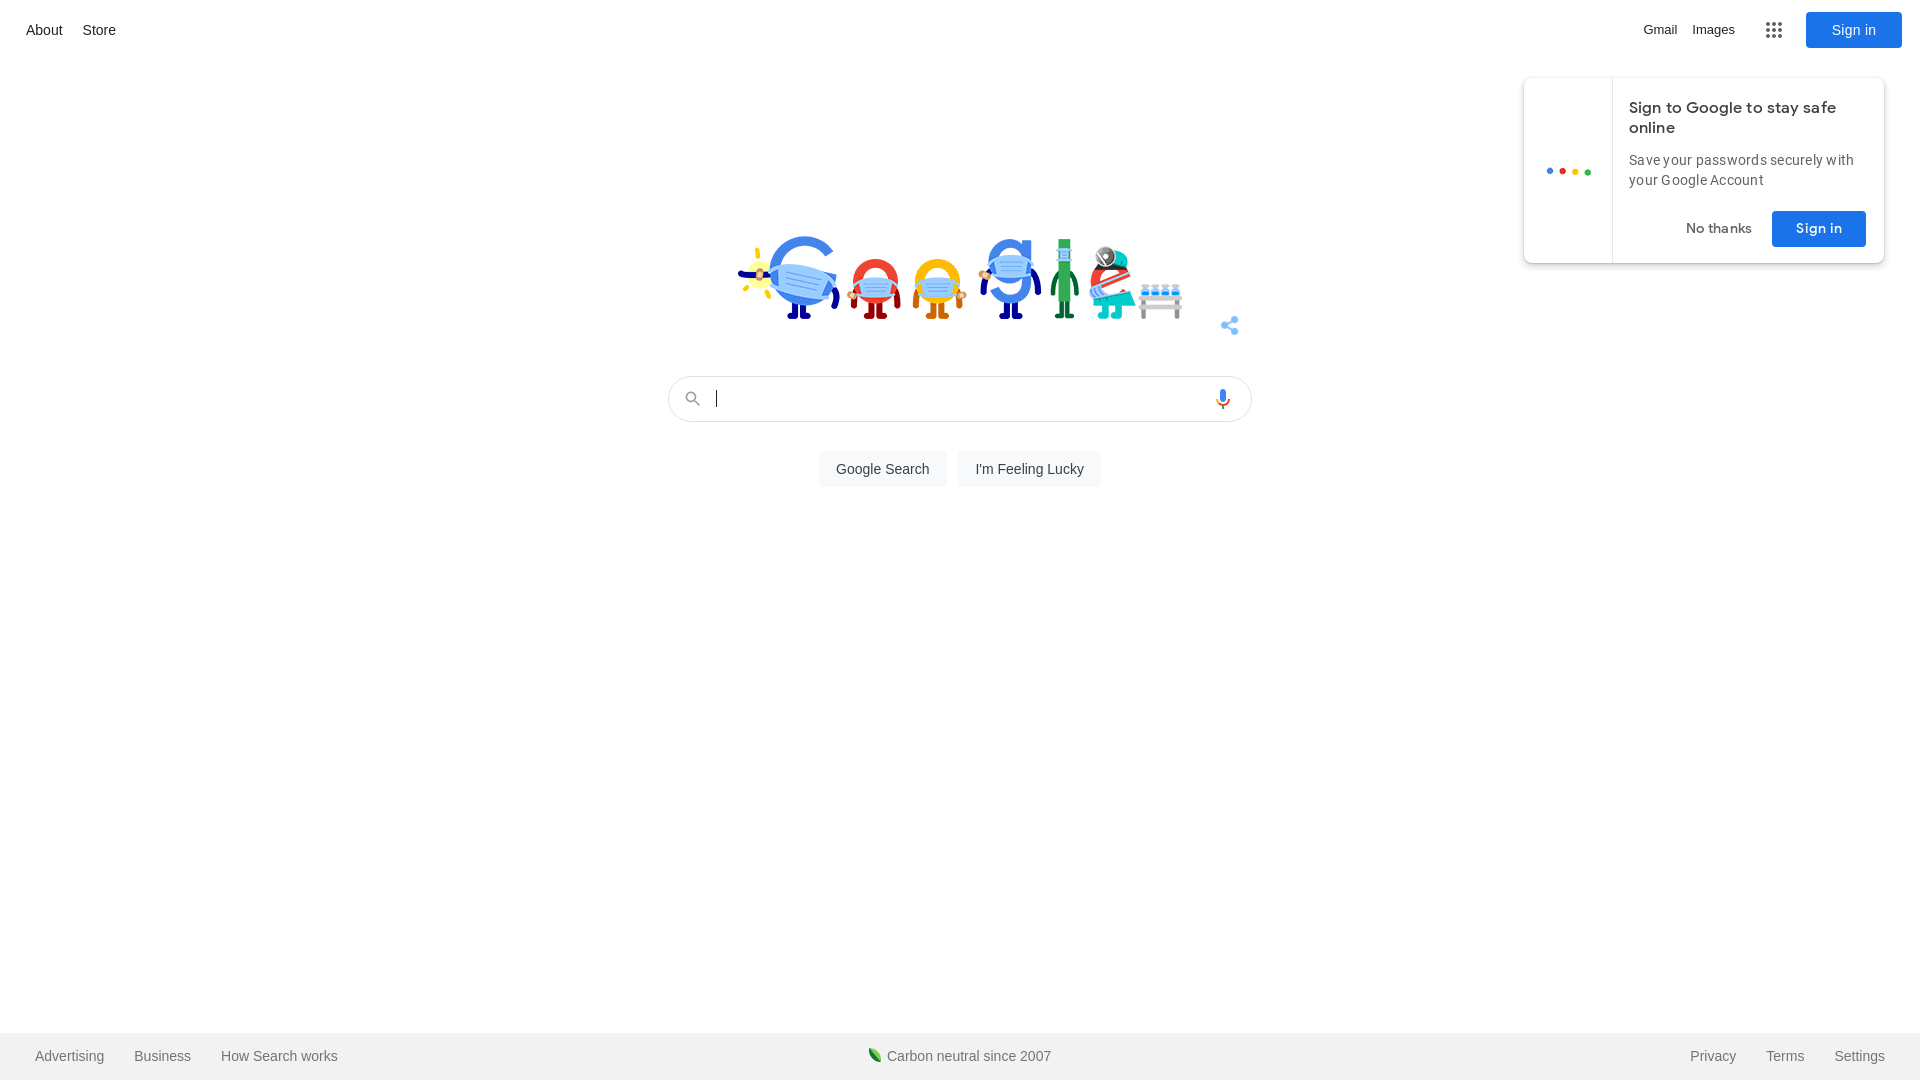 About Store
Gmail Images
Sign in
Sign to Google to stay safe
online
Save your passwords securely with
your Google Account
No thanks
Sign in
Google
Google Search
I'm Feeling Lucky
Advertising Business How Search works
Carbon neutral since 2007
Privacy Terms Settings